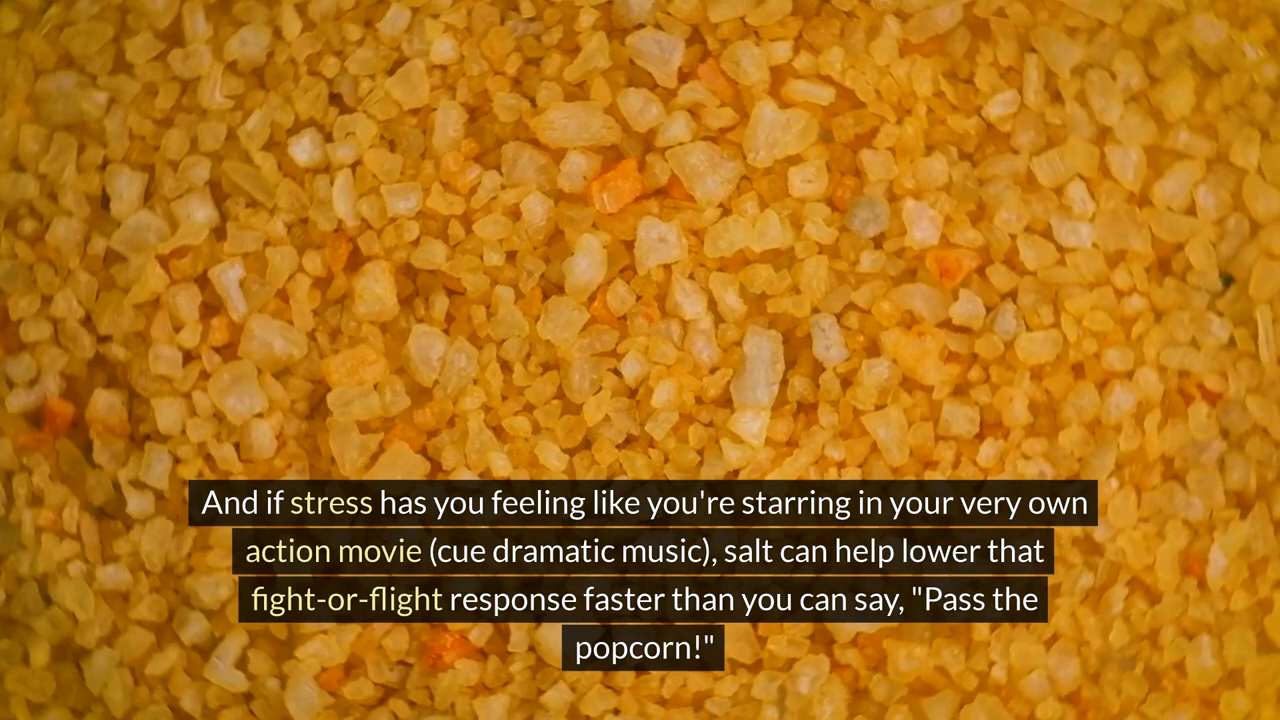 And if stress has you feeling like you're starring in your very own
action movie (cue dramatic music), salt can help lower that
fight-or-flight response faster than you can say, "Pass the
popcorn!"